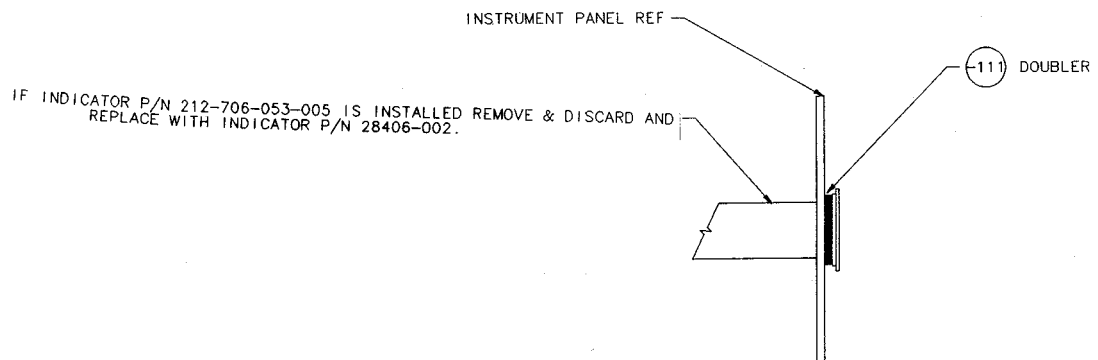 INSTRUMENT PANEL REF
-111 DOUBLER
IF INDICATOR P/N 212-706-053-005 IS INSTALLED REMOVE & DISCARD AND
REPLACE WITH INDICATOR P/N 28406-002.